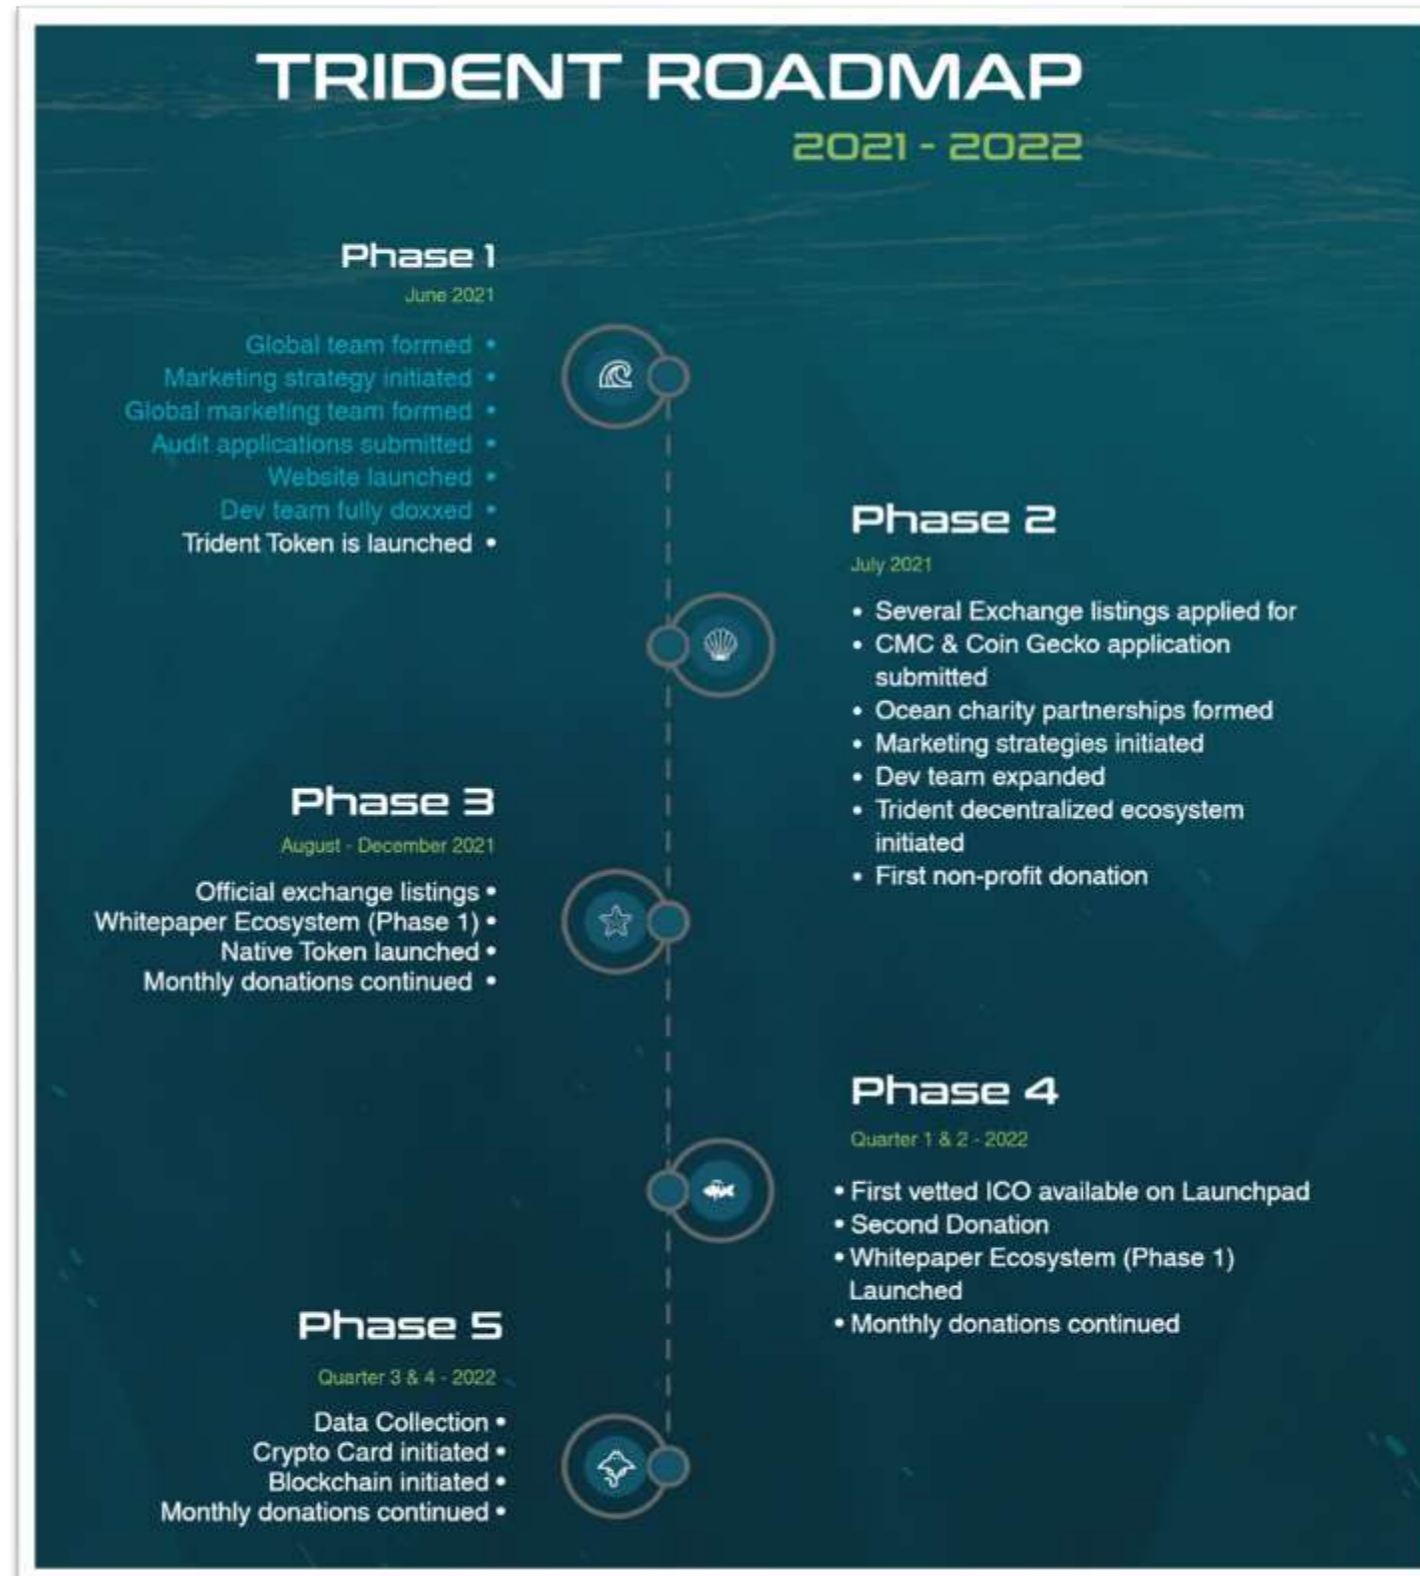 TRIDENT ROADMAP
2021 - 2022
Phase 1
June 2021
Global team formed •
Marketing strategy initiated •
Global marketing team formed •
Audit applications submitted •
Website launched •
Dev team fully doxxed •
Trident Token is launched •
Phase 2
July 2021
• Several Exchange listings applied for
• CMC & Coin Gecko application
submitted
• Ocean charity partnerships formed
• Marketing strategies initiated
• Dev team expanded
• Trident decentralized ecosystem
initiated
• First non-profit donation
Phase 3
August - December 2021
Official exchange listings •
Whitepaper Ecosystem (Phase 1) •
Native Token launched •
Monthly donations continued •
Phase 4
Quarter 1 & 2 - 2022
• First vetted ICO available on Launchpad
• Second Donation
• Whitepaper Ecosystem (Phase 1)
Launched
• Monthly donations continued
Phase 5
Quarter 3 & 4 - 2022
Data Collection •
Crypto Card initiated •
Blockchain initiated •
Monthly donations continued •